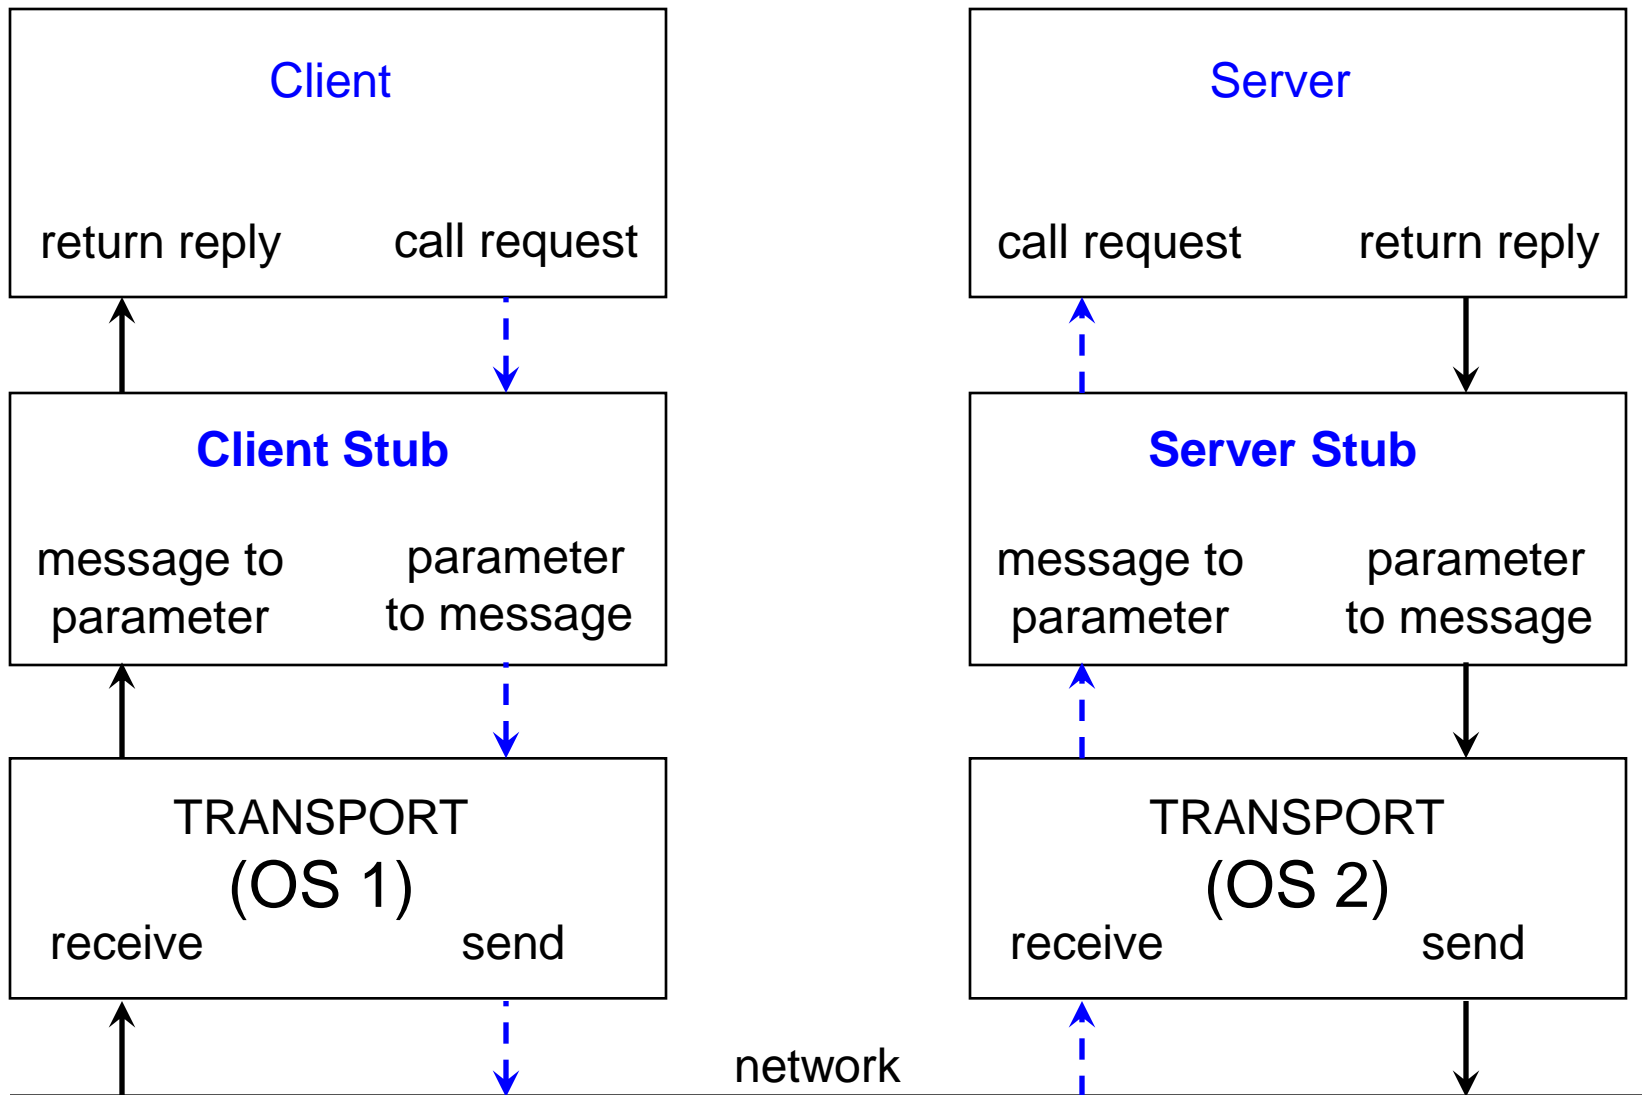 Client
return reply
call request
Client Stub
message to
parameter
parameter
to message
TRANSPORT
(OS 1)
receive
send
Server
call request
return reply
Server Stub
message to
parameter
parameter
to message
TRANSPORT
(OS 2)
receive
send
network